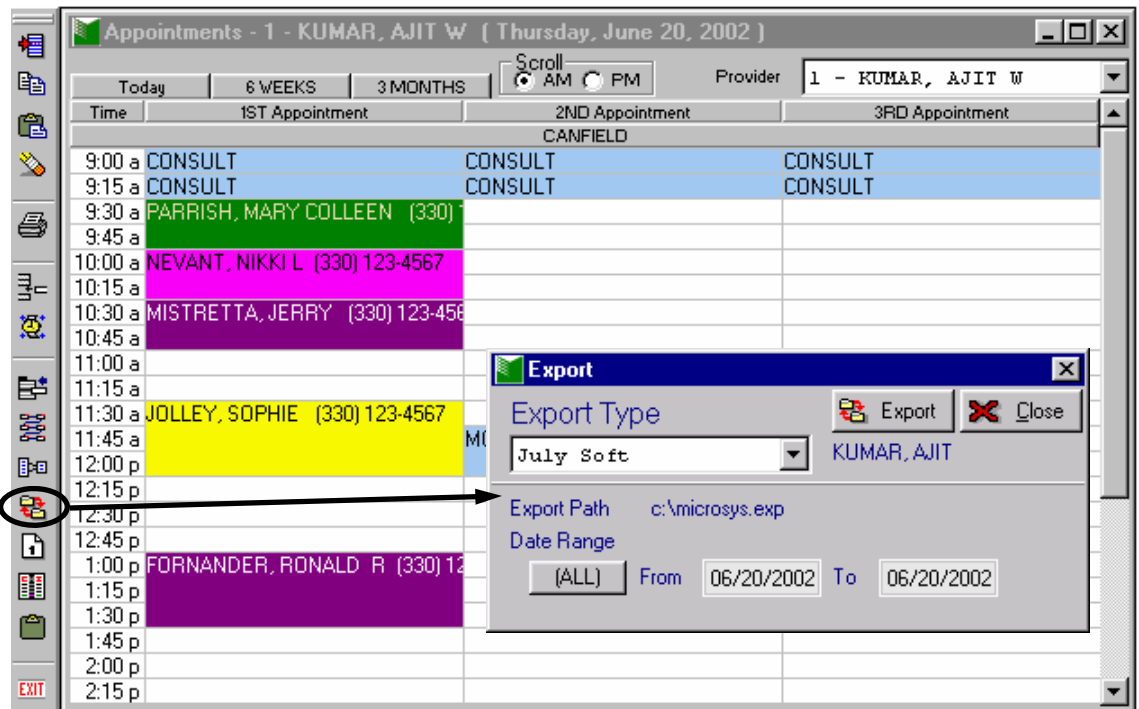 Appointments - 1 - KUMAR, AJIT W ( Thursday, June 20, 2002 )
Today 6 WEEKS 3 MONTHS Scroll AM PM Provider 1 - KUMAR, AJIT W
Time 1ST Appointment 2ND Appointment 3RD Appointment
CANFIELD
9:00 a CONSULT CONSULT CONSULT
9:15 a CONSULT CONSULT CONSULT
9:30 a PARRISH, MARY COLLEEN (330)
9:45 a
10:00 a NEVANT, NIKKI L (330) 123-4567
10:15 a
10:30 a MISTRETTA, JERRY (330) 123-456
10:45 a
11:00 a
11:15 a
11:30 a JOLLEY, SOPHIE (330) 123-4567
11:45 a
12:00 p
12:15 p
12:30 p
12:45 p
1:00 p FORNANDER, RONALD R (330) 12
1:15 p
1:30 p
1:45 p
2:00 p
2:15 p
EXIT
Export
Export Type Export Close
July Soft KUMAR, AJIT
Export Path c:\microsys.exp
Date Range
(ALL) From 06/20/2002 To 06/20/2002